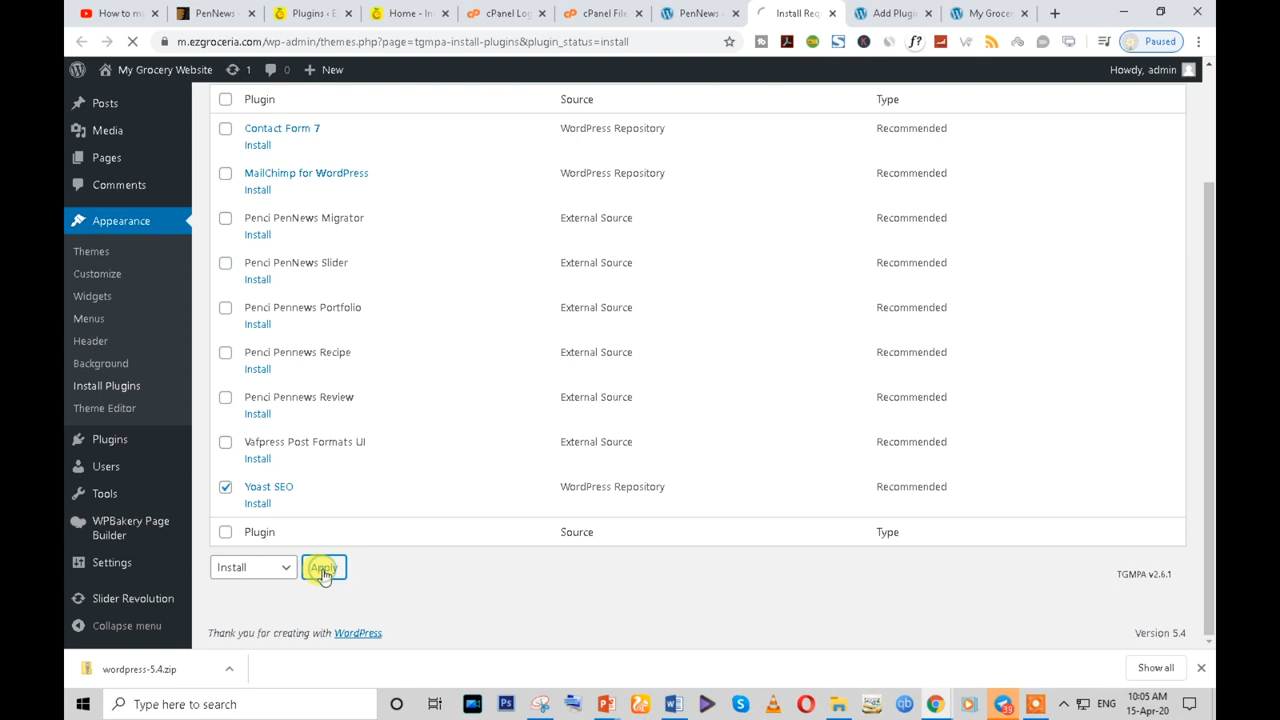 How to m
PenNews
Plugins ‹ E
Home - In
cPanel Log
cPanel File
PenNews
Install Req
Add Plugin
My Grocer
m.ezgroceria.com/wp-admin/themes.php?page=tgmpa-install-plugins&plugin_status=install
Paused
My Grocery Website 1 0 New Howdy, admin
Posts
Media
Pages
Comments
Appearance
Themes
Customize
Widgets
Menus
Header
Background
Install Plugins
Theme Editor
Plugins
Users
Tools
WPBakery Page
Builder
Settings
Slider Revolution
Collapse menu
Plugin Source Type
Contact Form 7 WordPress Repository Recommended
Install
MailChimp for WordPress WordPress Repository Recommended
Install
Penci PenNews Migrator External Source Recommended
Install
Penci PenNews Slider External Source Recommended
Install
Penci Pennews Portfolio External Source Recommended
Install
Penci Pennews Recipe External Source Recommended
Install
Penci Pennews Review External Source Recommended
Install
Vafpress Post Formats UI External Source Recommended
Install
Yoast SEO WordPress Repository Recommended
Install
Plugin Source Type
Install Apply
TGMPA v2.6.1
Thank you for creating with WordPress. Version 5.4
wordpress-5.4.zip Show all
Type here to search
39
ENG
10:05 AM
15-Apr-20